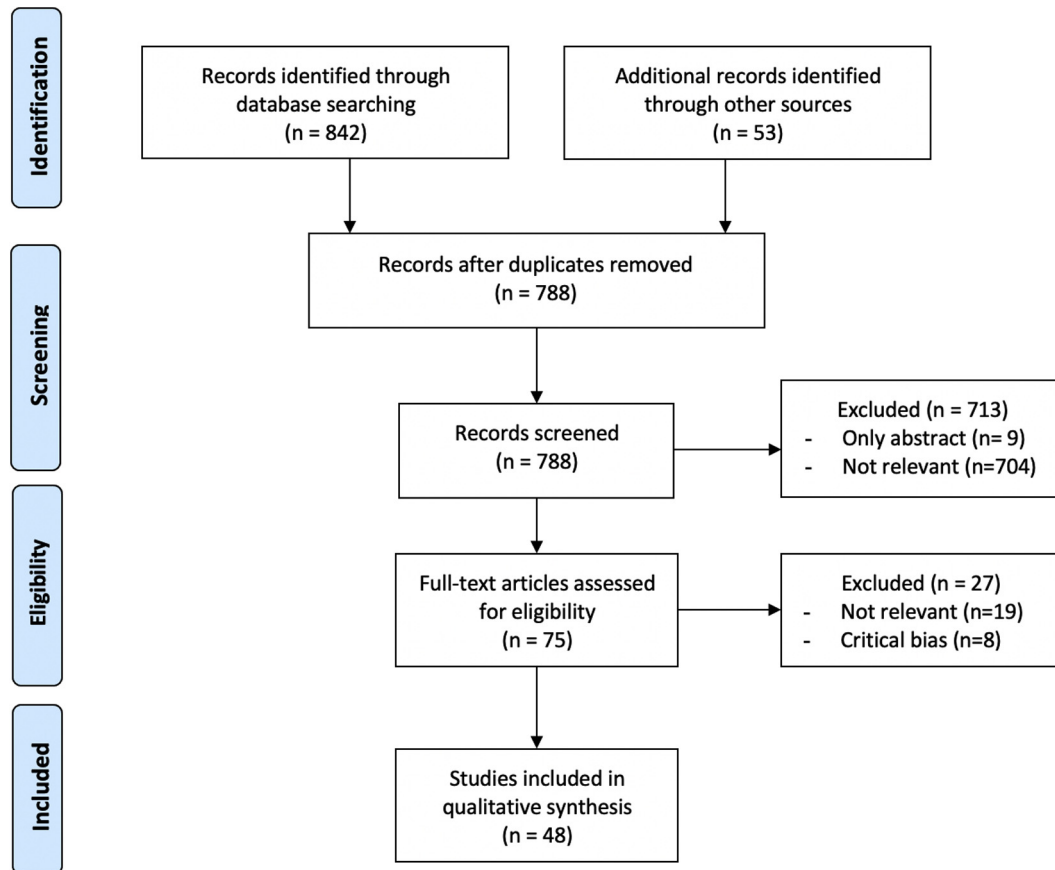 Identification
Records identified through
database searching
(n = 842)
Additional records identified
through other sources
(n = 53)
Screening
Records after duplicates removed
(n = 788)
Records screened
(n = 788)
Excluded (n = 713)
- Only abstract (n= 9)
- Not relevant (n=704)
Eligibility
Full-text articles assessed
for eligibility
(n = 75)
Excluded (n = 27)
- Not relevant (n=19)
- Critical bias (n=8)
Included
Studies included in
qualitative synthesis
(n = 48)